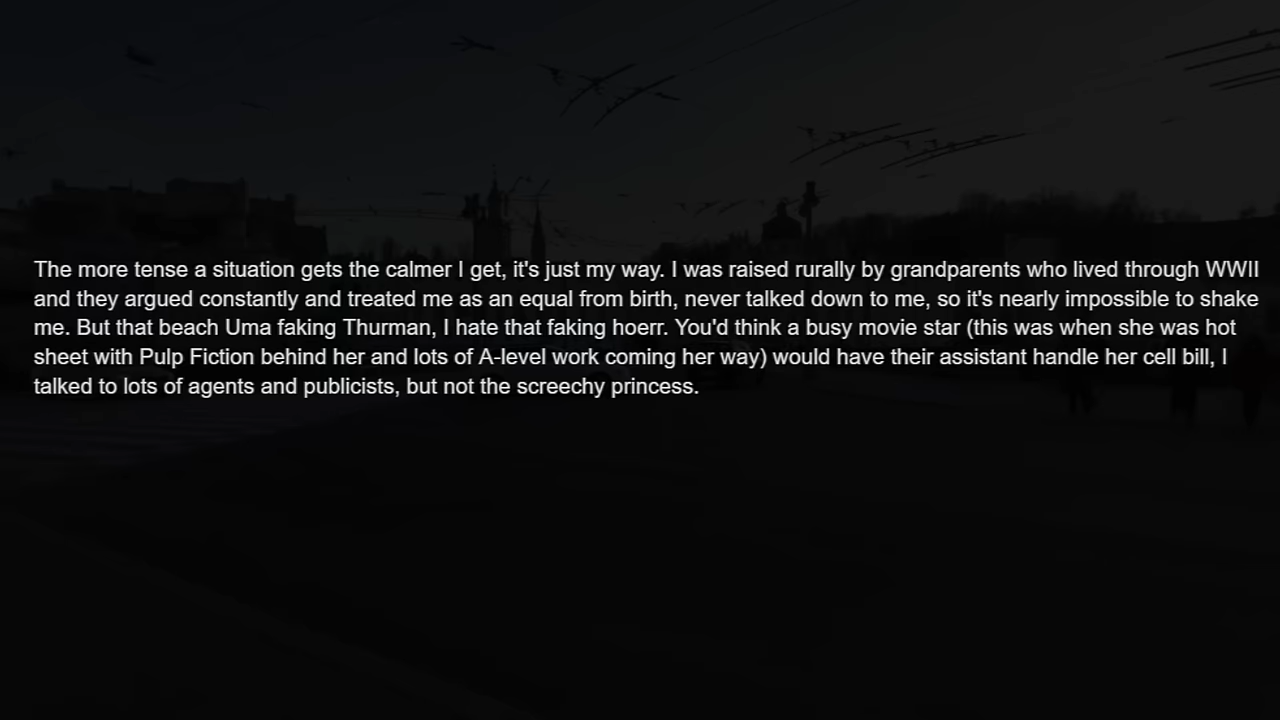 The more tense a situation gets the calmer I get, it's just my way. I was raised rurally by grandparents who lived through WWII
and they argued constantly and treated me as an equal from birth, never talked down to me, so it's nearly impossible to shake
me. But that beach Uma faking Thurman, I hate that faking hoerr. You'd think a busy movie star (this was when she was hot
sheet with Pulp Fiction behind her and lots of A-level work coming her way) would have their assistant handle her cell bill, I
talked to lots of agents and publicists, but not the screechy princess.